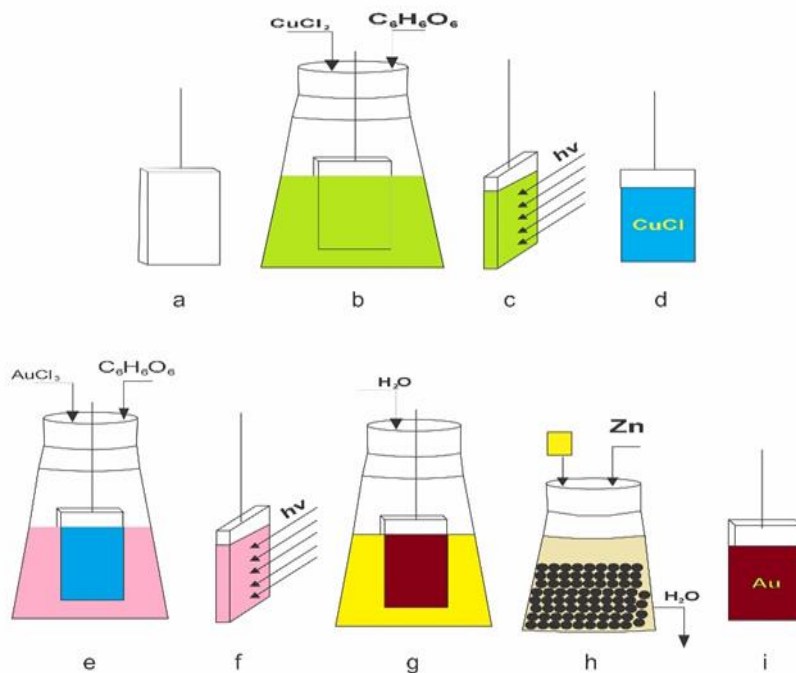 CuCl₂
C₆H₆O₆
hv
CuCl
a
b
c
d
AuCl₃
C₆H₆O₆
hv
H₂O
Zn
H₂O
Au
e
f
g
h
i